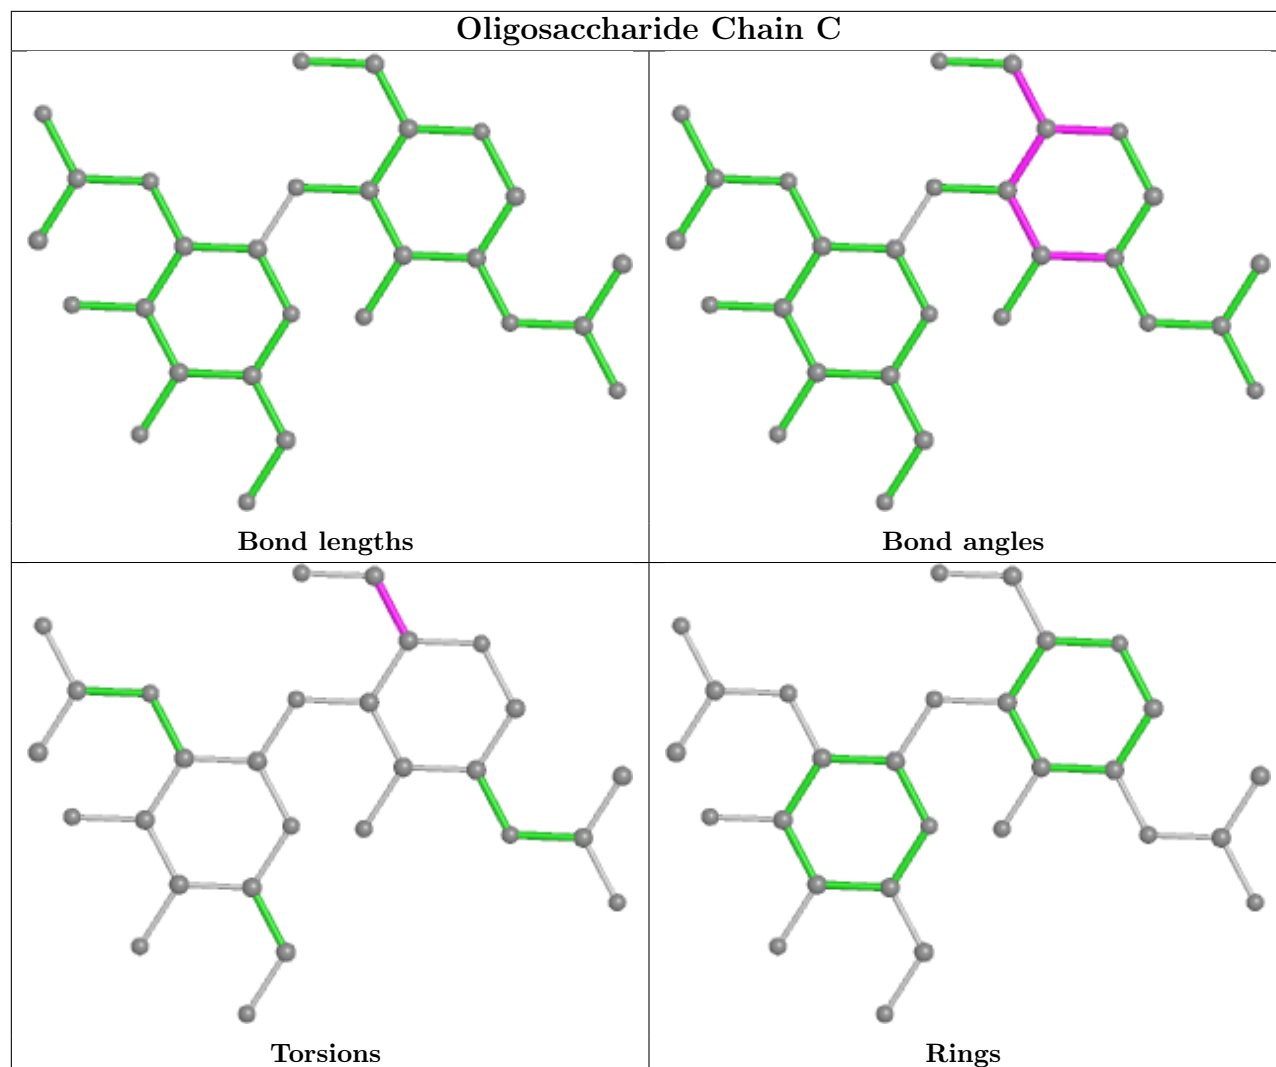 Oligosaccharide Chain C
Bond lengths
Bond angles
Torsions
Rings